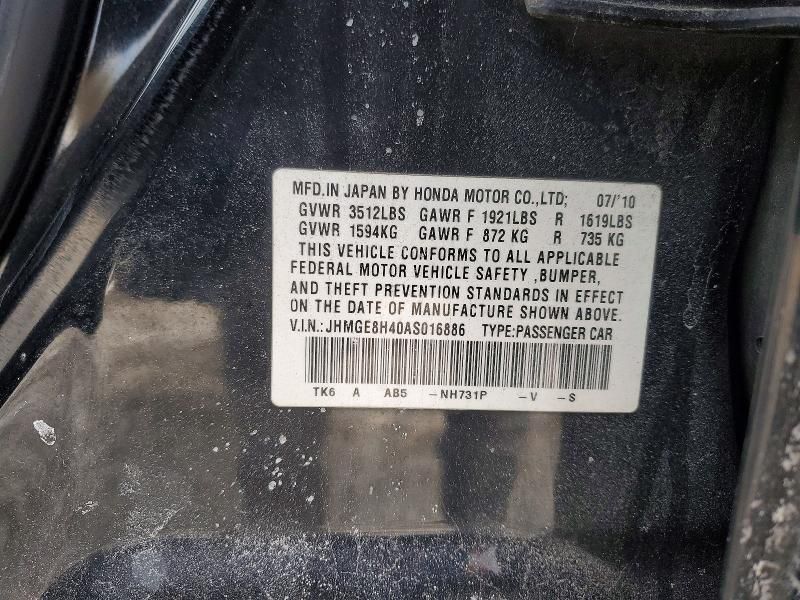 MFD.IN JAPAN BY HONDA MOTOR CO.,LTD; 07/'10
GVWR 3512LBS GAWR F 1921LBS R 1619LBS
GVWR 1594KG GAWR F 872 KG R 735 KG
THIS VEHICLE CONFORMS TO ALL APPLICABLE
FEDERAL MOTOR VEHICLE SAFETY ,BUMPER,
AND THEFT PREVENTION STANDARDS IN EFFECT
ON THE DATE OF MANUFACTURE SHOWN ABOVE.
V.I.N.:JHMGE8H40AS016886 TYPE:PASSENGER CAR
TK6 A AB5 -NH731P -V -S